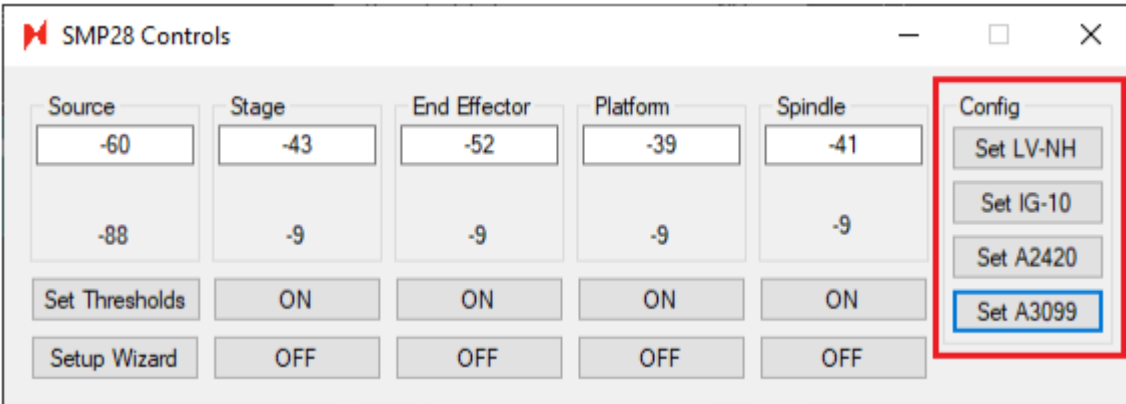 SMP28 Controls
Source Stage End Effector Platform Spindle Config
-60 -43 -52 -39 -41 Set LV-NH
Set IG-10
-88 -9 -9 -9 -9
Set A2420
Set Thresholds ON ON ON ON Set A3099
Setup Wizard OFF OFF OFF OFF